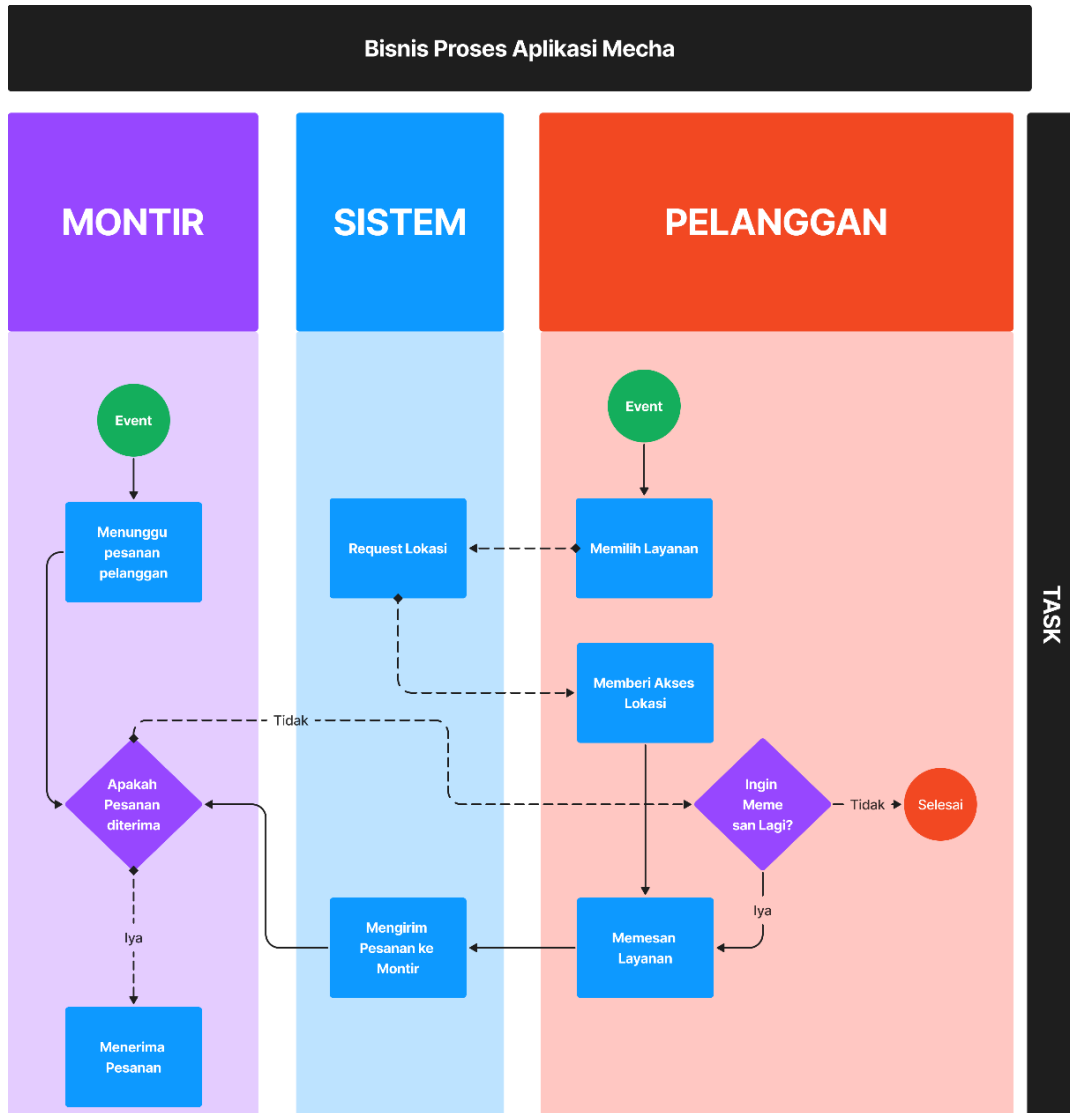 Bisnis Proses Aplikasi Mecha
MONTIR
SISTEM
PELANGGAN
TASK
Event
Event
Menunggu
pesanan
pelanggan
Request Lokasi
Memilih Layanan
Memberi Akses
Lokasi
Tidak
Apakah
Pesanan
diterima
Ingin
Meme
san Lagi?
Tidak
Selesai
Iya
Iya
Mengirim
Pesanan ke
Montir
Memesan
Layanan
Menerima
Pesanan